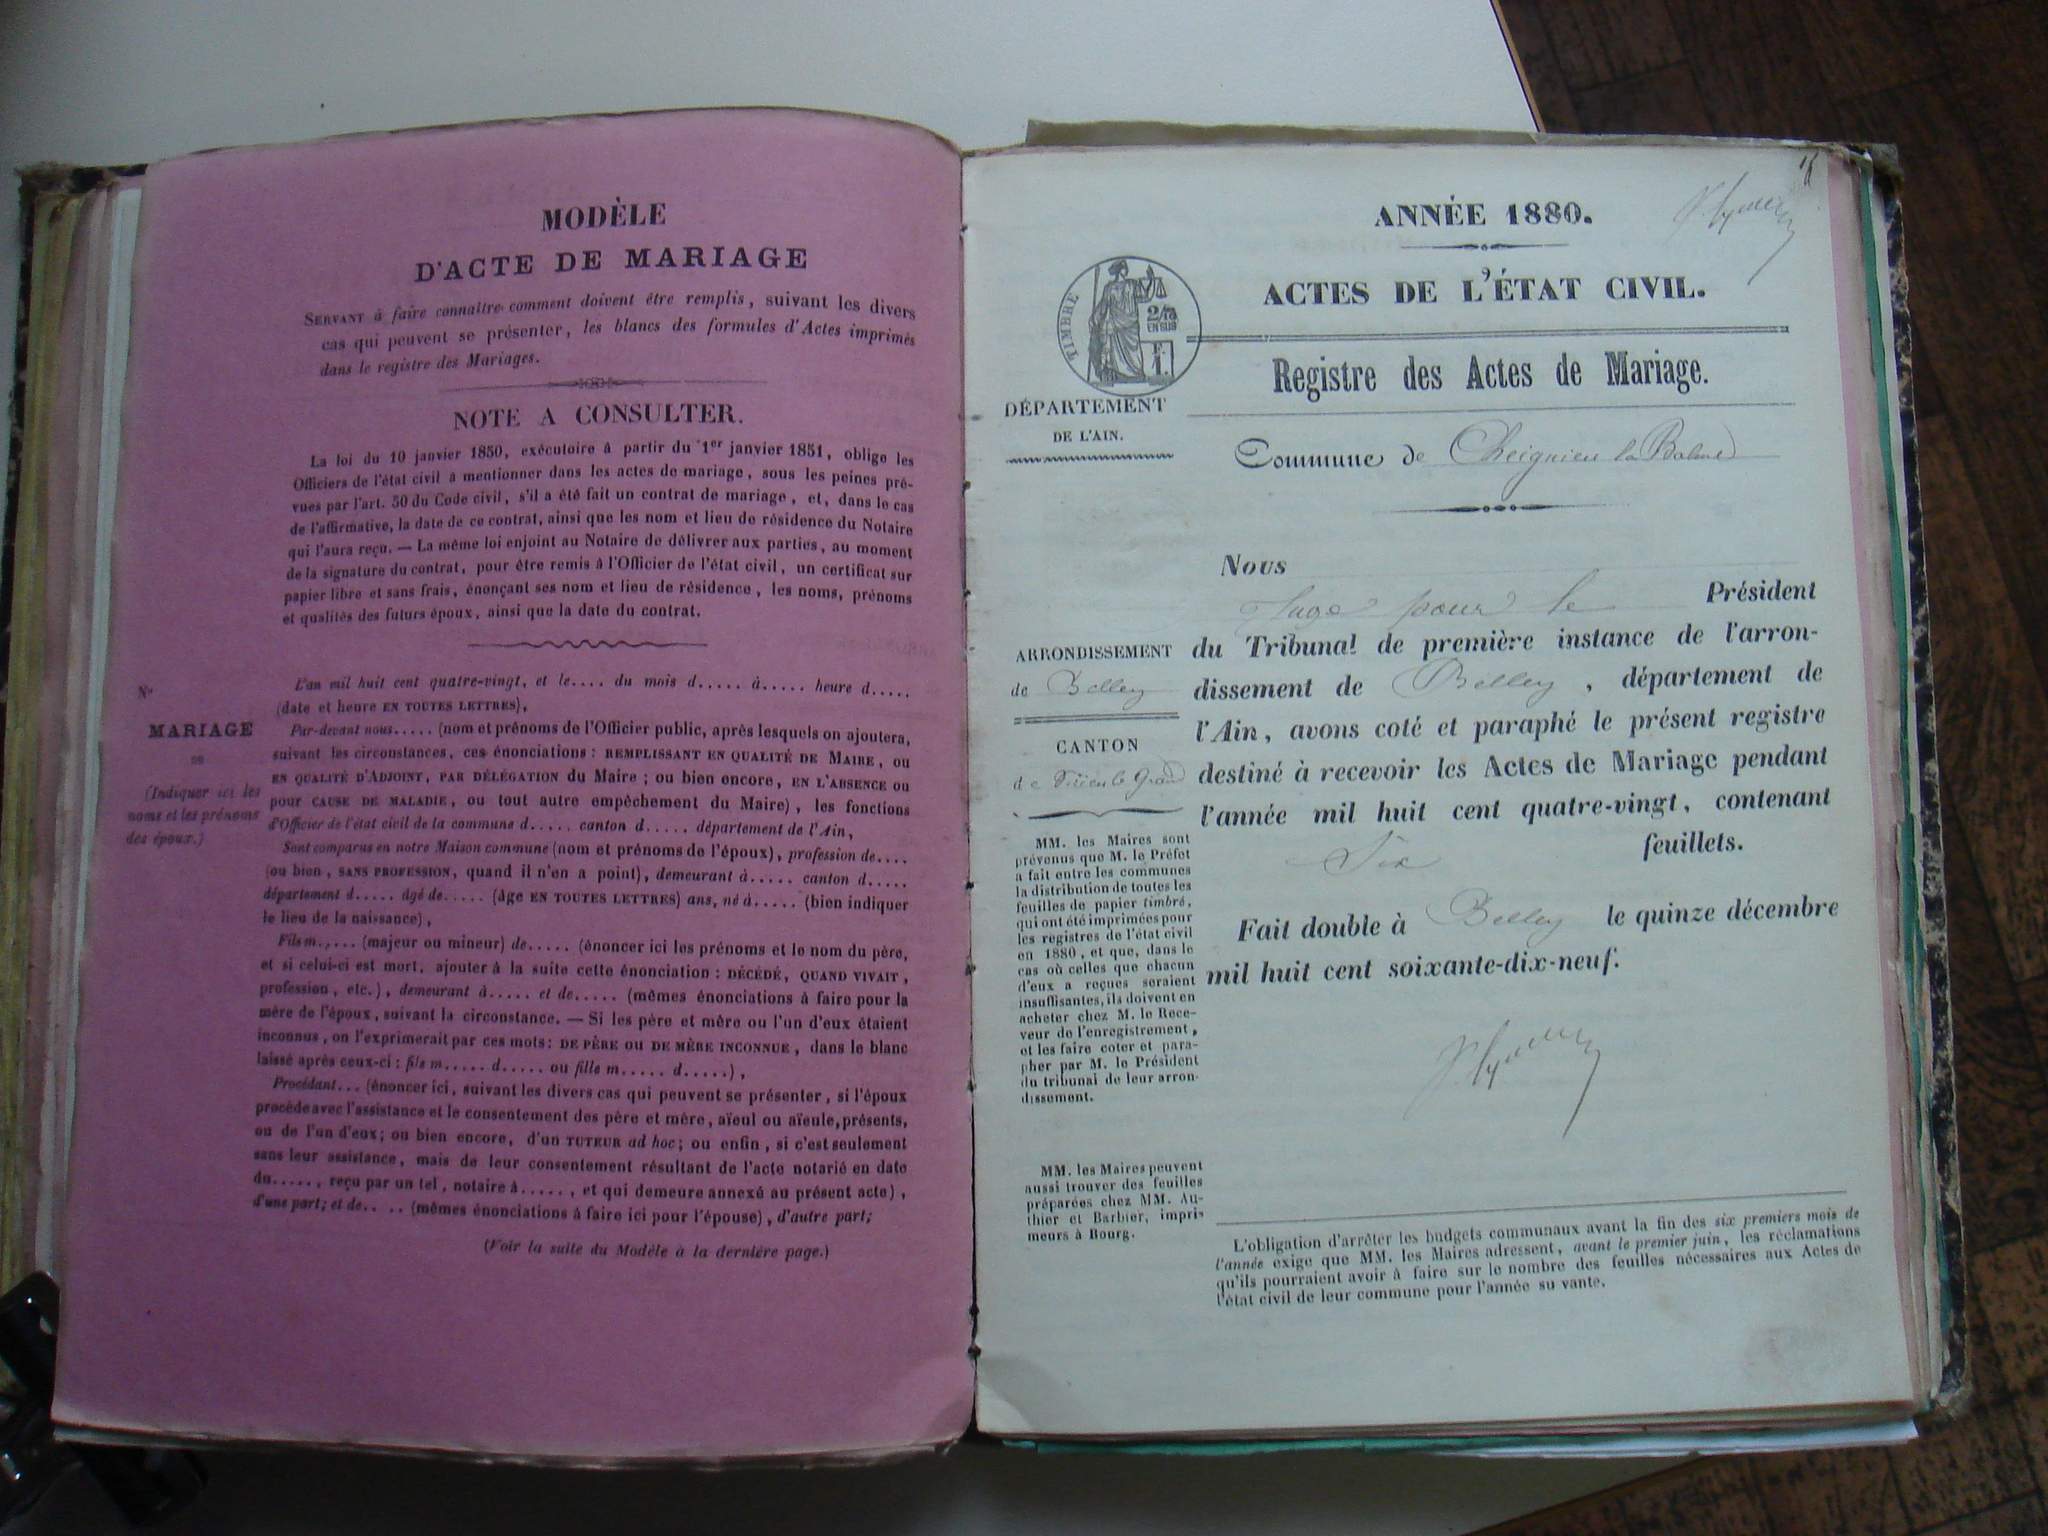 MODÈLE
D'ACTE DE MARIAGE
SERVANT à faire connaître comment doivent être remplis, suivant les divers
cas qui peuvent se présenter, les blancs des formules d'Actes imprimés
dans le registre des Mariages.
NOTE A CONSULTER.
La loi du 10 janvier 1850, exécutoire à partir du 1er janvier 1851, oblige les
Officiers de l'état civil à mentionner dans les actes de mariage, sous les peines pré-
vues par l'art. 50 du Code civil, s'il a été fait un contrat de mariage, et, dans le cas
de l'affirmative, la date de ce contrat, ainsi que les nom et lieu de résidence du Notaire
qui l'aura reçu. — La même loi enjoint au Notaire de délivrer aux parties, au moment
de la signature du contrat, pour être remis à l'Officier de l'état civil, un certificat sur
papier libre et sans frais, énonçant ses nom et lieu de résidence, les noms, prénoms
et qualités des futurs époux, ainsi que la date du contrat.
No
MARIAGE
DE
(Indiquer ici les
noms et les prénoms
des époux.)
L'an mil huit cent quatre-vingt, et le.... du mois d..... à..... heure d.....
(date et heure EN TOUTES LETTRES),
Par-devant nous..... (nom et prénoms de l'Officier public, après lesquels on ajoutera,
suivant les circonstances, ces énonciations : REMPLISSANT EN QUALITÉ DE MAIRE, OU
EN QUALITÉ D'ADJOINT, PAR DÉLÉGATION du Maire ; ou bien encore, EN L'ABSENCE ou
pour CAUSE DE MALADIE, ou tout autre empêchement du Maire), les fonctions
d'Officier de l'état civil de la commune d..... canton d..... département de l'Ain,
Sont comparus en notre Maison commune (nom et prénoms de l'époux), profession de....
(ou bien, SANS PROFESSION, quand il n'en a point), demeurant à..... canton d.....
département d..... âgé de..... (âge EN TOUTES LETTRES) ans, né à..... (bien indiquer
le lieu de la naissance),
Fils m..... (majeur ou mineur) de..... (énoncer ici les prénoms et le nom du père,
et si celui-ci est mort, ajouter à la suite cette énonciation : DÉCÉDÉ, QUAND VIVAIT,
profession, etc.), demeurant à..... et de..... (mêmes énonciations à faire pour la
mère de l'époux, suivant la circonstance. — Si les père et mère ou l'un d'eux étaient
inconnus, on l'exprimerait par ces mots: DE PÈRE OU DE MÈRE INCONNUE, dans le blanc
laissé après ceux-ci : fils m..... d..... ou fille m..... d.....),
Procédant... (énoncer ici, suivant les divers cas qui peuvent se présenter, si l'époux
procède avec l'assistance et le consentement des père et mère, aïeul ou aïeule, présents,
ou de l'un d'eux; ou bien encore, d'un TUTEUR ad hoc; ou enfin, si c'est seulement
sans leur assistance, mais de leur consentement résultant de l'acte notarié en date
du....., reçu par un tel, notaire à....., et qui demeure annexé au présent acte),
d'une part; et de.. .. (mêmes énonciations à faire ici pour l'épouse), d'autre part;
(Voir la suite du Modèle à la dernière page.)
ANNÉE 1880.
ACTES DE L'ÉTAT CIVIL.
TIMBRE
2/10
EN SUS
F.
1.
Registre des Actes de Mariage.
DÉPARTEMENT
DE L'AIN.
Commune de Cheignieu la Balme
Nous
Juge pour le Président
du Tribunal de première instance de l'arron-
dissement de Belley, département de
l'Ain, avons coté et paraphé le présent registre
destiné à recevoir les Actes de Mariage pendant
l'année mil huit cent quatre-vingt, contenant
Six feuillets.
Fait double à Belley le quinze décembre
mil huit cent soixante-dix-neuf.
ARRONDISSEMENT
de Belley
CANTON
de Virieu le Grand
MM. les Maires sont
prévenus que M. le Préfet
a fait entre les communes
la distribution de toutes les
feuilles de papier timbré,
qui ont été imprimées pour
les registres de l'état civil
en 1880, et que, dans le
cas où celles que chacun
d'eux a reçues seraient
insuffisantes, ils doivent en
acheter chez M. le Rece-
veur de l'enregistrement,
et les faire coter et para-
pher par M. le Président
du tribunal de leur arron-
dissement.
MM. les Maires peuvent
aussi trouver des feuilles
préparées chez MM. Au-
thier et Barbier, impri-
meurs à Bourg.
L'obligation d'arrêter les budgets communaux avant la fin des six premiers mois de
l'année exige que MM. les Maires adressent, avant le premier juin, les réclamations
qu'ils pourraient avoir à faire sur le nombre des feuilles nécessaires aux Actes de
l'état civil de leur commune pour l'année su vante.